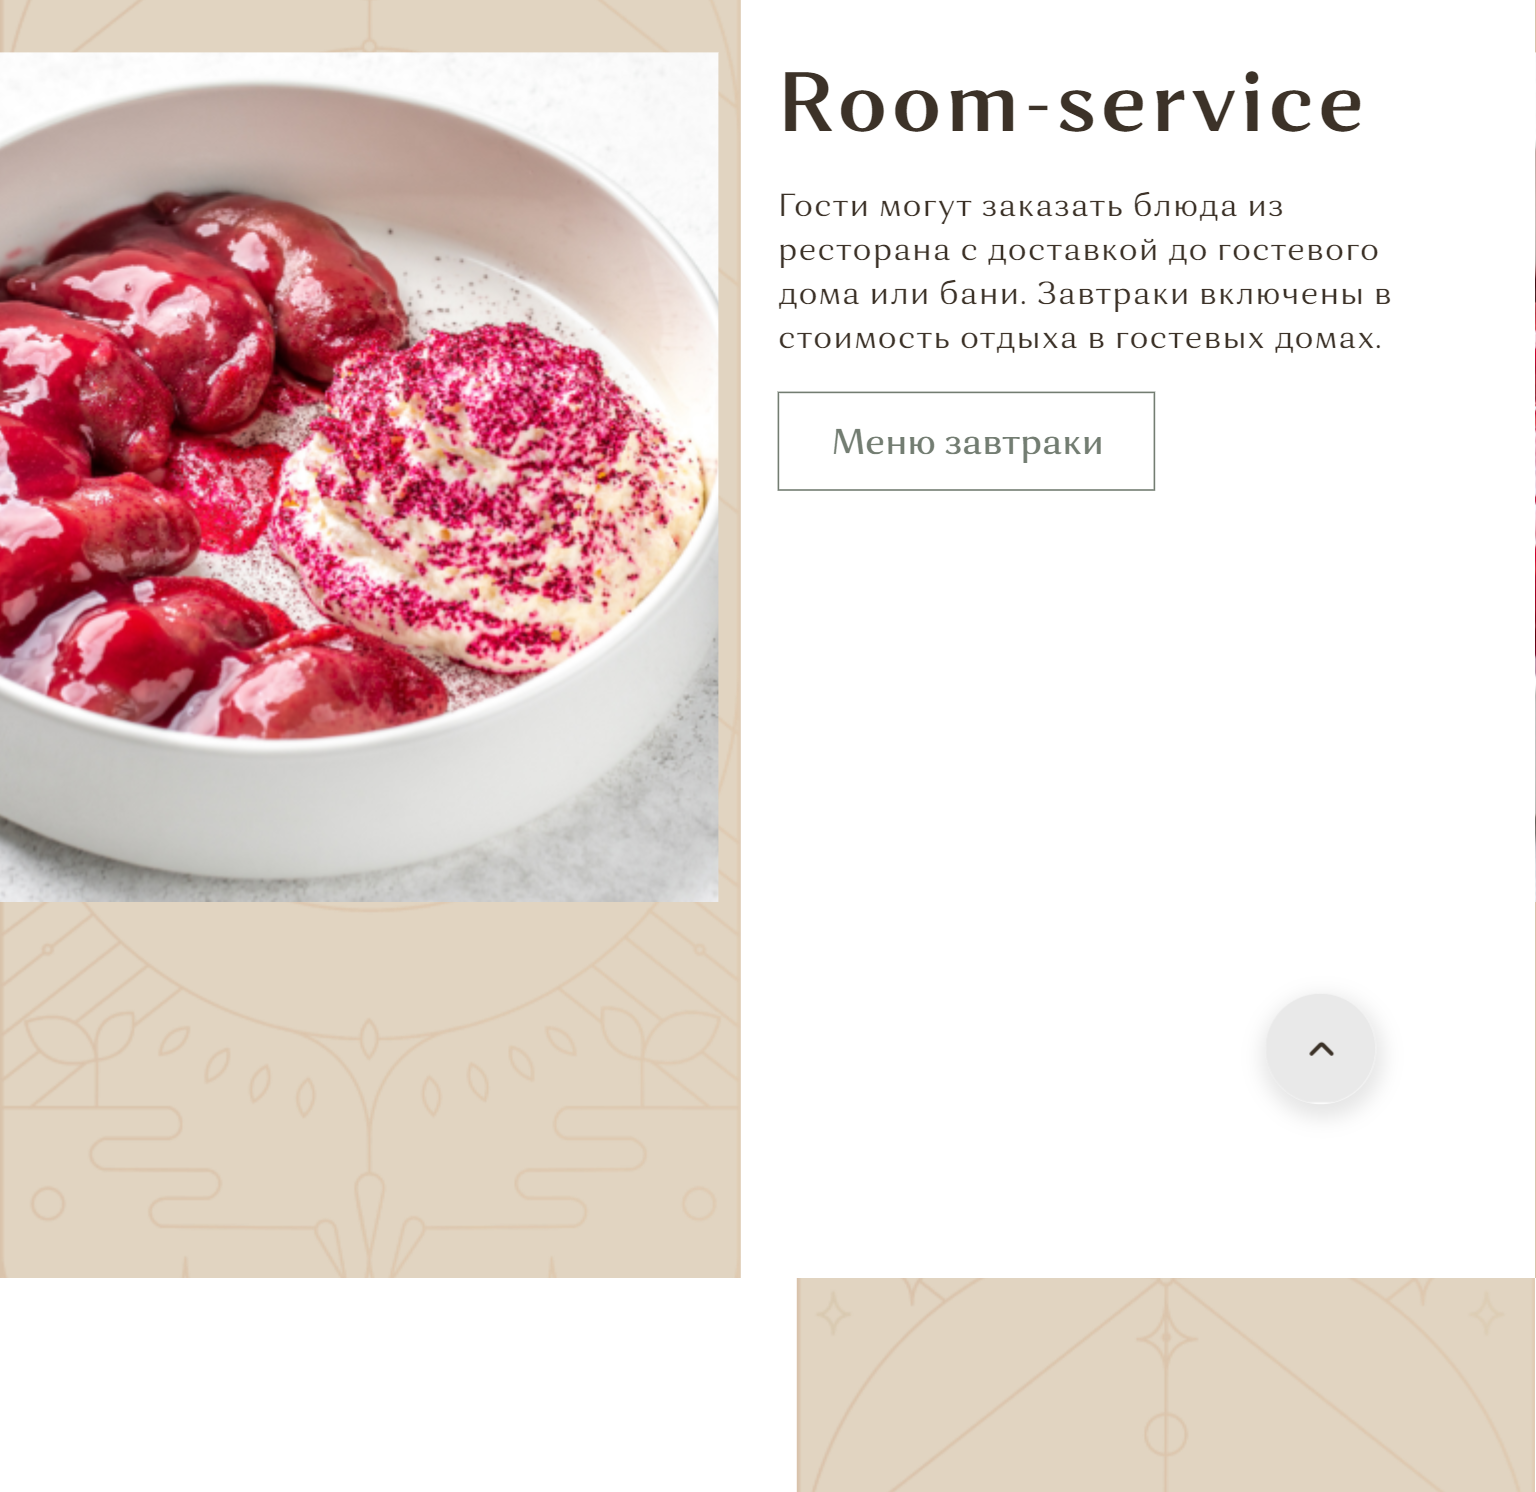 Room-service
Гости могут заказать блюда из
ресторана с доставкой до гостевого
дома или бани. Завтраки включены в
стоимость отдыха в гостевых домах.
Меню завтраки